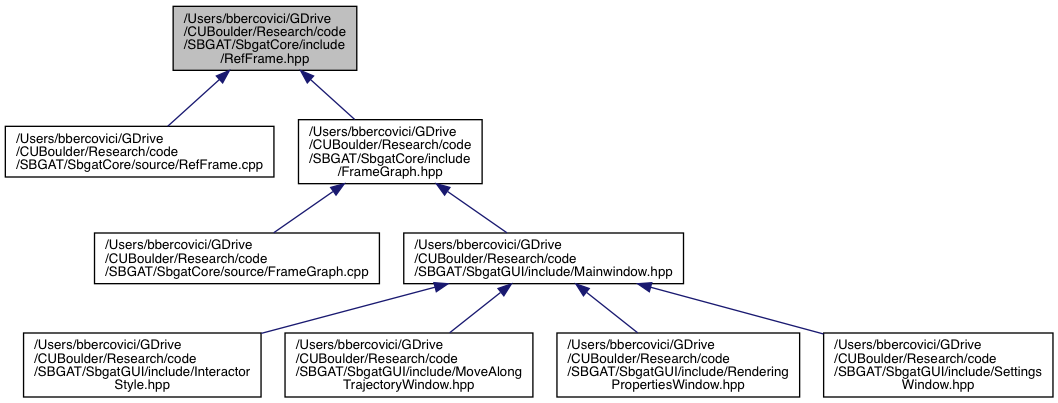 /Users/bbercovici/GDrive
/CUBoulder/Research/code
/SBGAT/SbgatCore/include
/RefFrame.hpp
/Users/bbercovici/GDrive
/CUBoulder/Research/code
/SBGAT/SbgatCore/source/RefFrame.cpp
/Users/bbercovici/GDrive
/CUBoulder/Research/code
/SBGAT/SbgatCore/include
/FrameGraph.hpp
/Users/bbercovici/GDrive
/CUBoulder/Research/code
/SBGAT/SbgatCore/source/FrameGraph.cpp
/Users/bbercovici/GDrive
/CUBoulder/Research/code
/SBGAT/SbgatGUI/include/Mainwindow.hpp
/Users/bbercovici/GDrive
/CUBoulder/Research/code
/SBGAT/SbgatGUI/include/Interactor
Style.hpp
/Users/bbercovici/GDrive
/CUBoulder/Research/code
/SBGAT/SbgatGUI/include/MoveAlong
TrajectoryWindow.hpp
/Users/bbercovici/GDrive
/CUBoulder/Research/code
/SBGAT/SbgatGUI/include/Rendering
PropertiesWindow.hpp
/Users/bbercovici/GDrive
/CUBoulder/Research/code
/SBGAT/SbgatGUI/include/Settings
Window.hpp